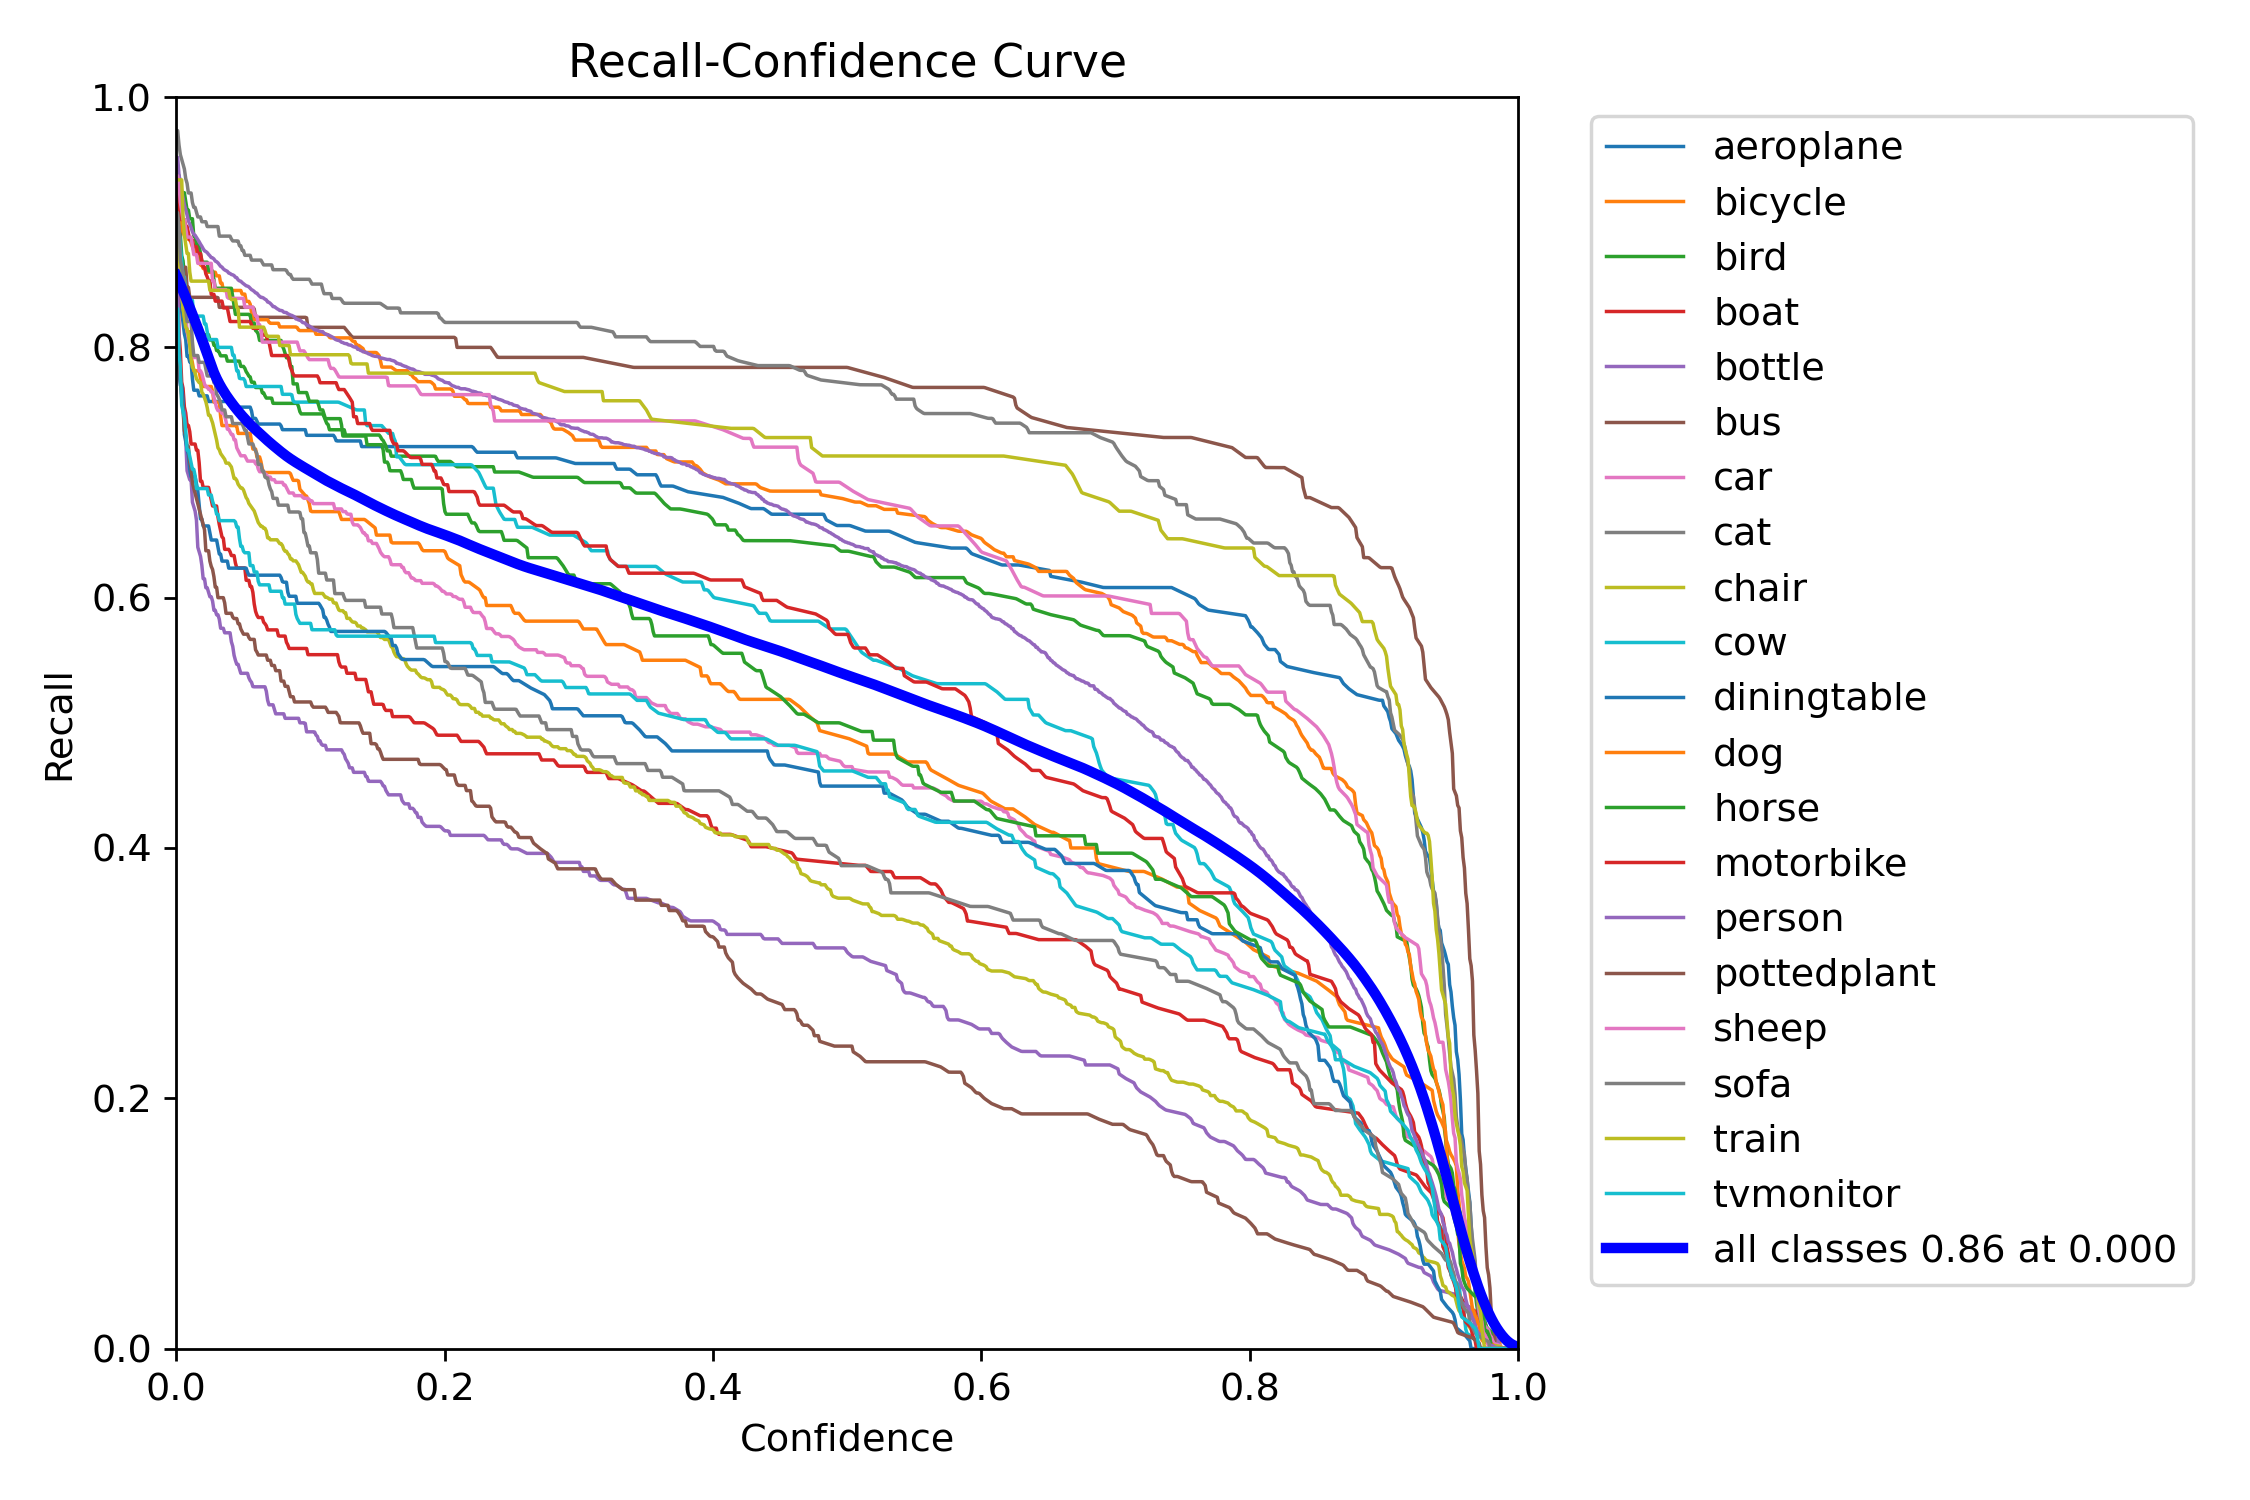 Recall-Confidence Curve
1.0
0.8
0.6
0.4
0.2
0.0
Recall
0.0 0.2 0.4 0.6 0.8 1.0
Confidence
aeroplane
bicycle
bird
boat
bottle
bus
car
cat
chair
cow
diningtable
dog
horse
motorbike
person
pottedplant
sheep
sofa
train
tvmonitor
all classes 0.86 at 0.000